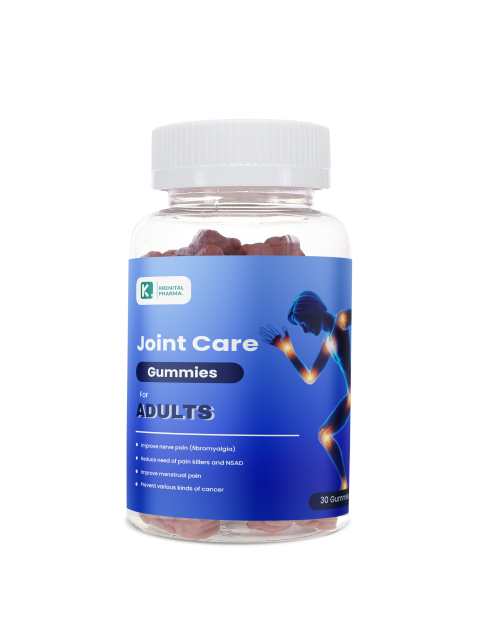 K.
KRENITAL
PHARMA.
Joint Care
Gummies
For
ADULTS
Improve nerve pain (fibromyalgia)
Reduce need of pain killers and NSAD
Improve menstrual pain
Prevent various kinds of cancer
30 Gummies